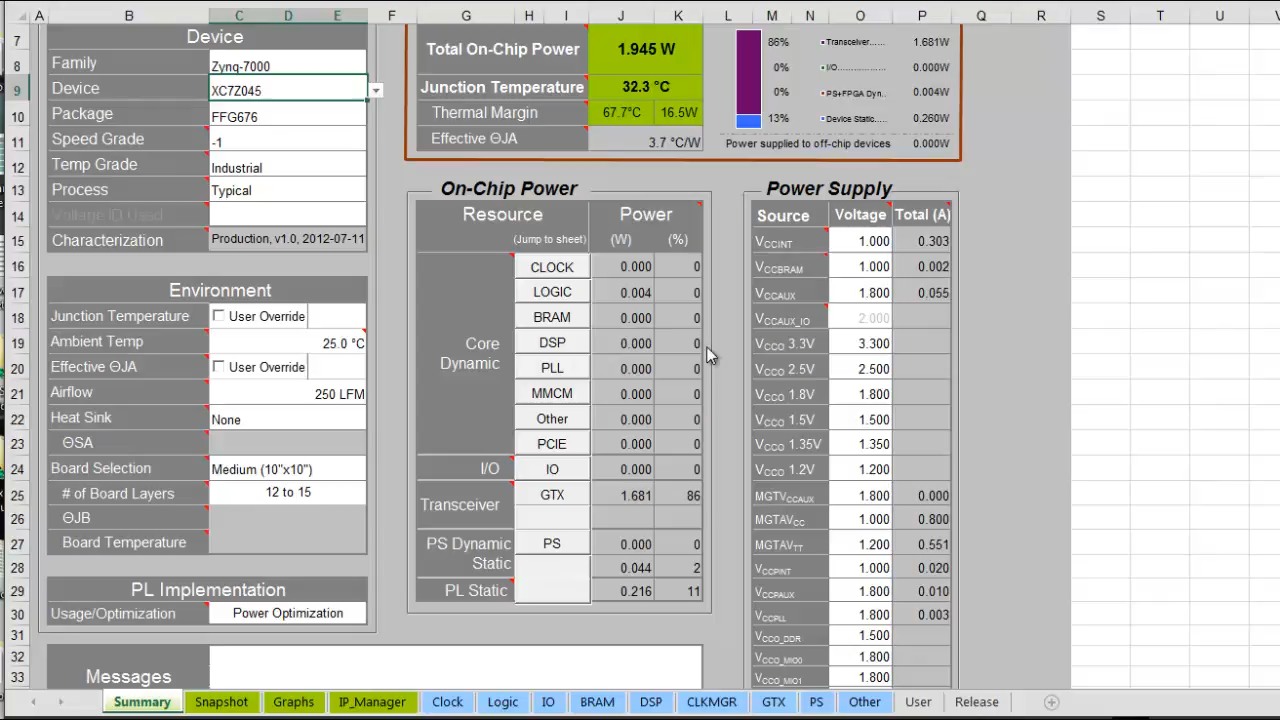 A B C D E F G H I J K L M N O P Q R S T U V
7 Device
8 Family Zynq-7000
9 Device XC7Z045
10 Package FFG676
11 Speed Grade -1
12 Temp Grade Industrial
13 Process Typical
14 Voltage ID Used
15 Characterization Production, v1.0, 2012-07-11
16 Environment
17
18 Junction Temperature User Override
19 Ambient Temp 25.0 °C
20 Effective ΘJA User Override
21 Airflow 250 LFM
22 Heat Sink None
23 ΘSA
24 Board Selection Medium (10"x10")
25 # of Board Layers 12 to 15
26 ΘJB
27 Board Temperature
28 PL Implementation
29
30 Usage/Optimization Power Optimization
31
32 Messages
33
Total On-Chip Power 1.945 W
Junction Temperature 32.3 °C
Thermal Margin 67.7°C 16.5W
Effective ΘJA 3.7 °C/W
86% Transceiver...... 1.681W
0% I/O.................. 0.000W
0% PS+FPGA Dyn.. 0.004W
13% Device Static..... 0.260W
Power supplied to off-chip devices 0.000W
On-Chip Power
Resource Power
(Jump to sheet) (W) (%)
Core Dynamic
CLOCK 0.000 0
LOGIC 0.004 0
BRAM 0.000 0
DSP 0.000 0
PLL 0.000 0
MMCM 0.000 0
Other 0.000 0
PCIE 0.000 0
I/O IO 0.000 0
Transceiver GTX 1.681 86
PS Dynamic PS 0.000 0
Static 0.044 2
PL Static 0.216 11
Power Supply
Source Voltage Total (A)
VCCINT 1.000 0.303
VCCBRAM 1.000 0.002
VCCAUX 1.800 0.055
VCCAUX_IO 2.000
VCCO 3.3V 3.300
VCCO 2.5V 2.500
VCCO 1.8V 1.800
VCCO 1.5V 1.500
VCCO 1.35V 1.350
VCCO 1.2V 1.200
MGTVCCAUX 1.800 0.000
MGTAVCC 1.000 0.800
MGTAVTT 1.200 0.551
VCCPINT 1.000 0.020
VCCPAUX 1.800 0.010
VCCPLL 1.800 0.003
VCCO_DDR 1.500
VCCO_MIO0 1.800
VCCO_MIO1 1.800
Summary Snapshot Graphs IP_Manager Clock Logic IO BRAM DSP CLKMGR GTX PS Other User Release